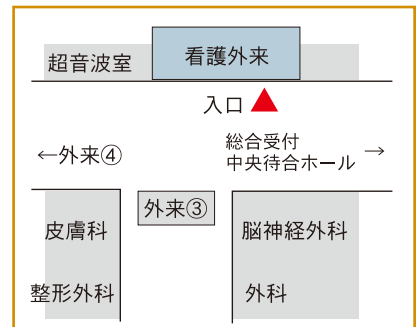 超音波室
看護外来
入口
←外来④
総合受付
中央待合ホール
→
外来③
皮膚科
整形外科
脳神経外科
外科